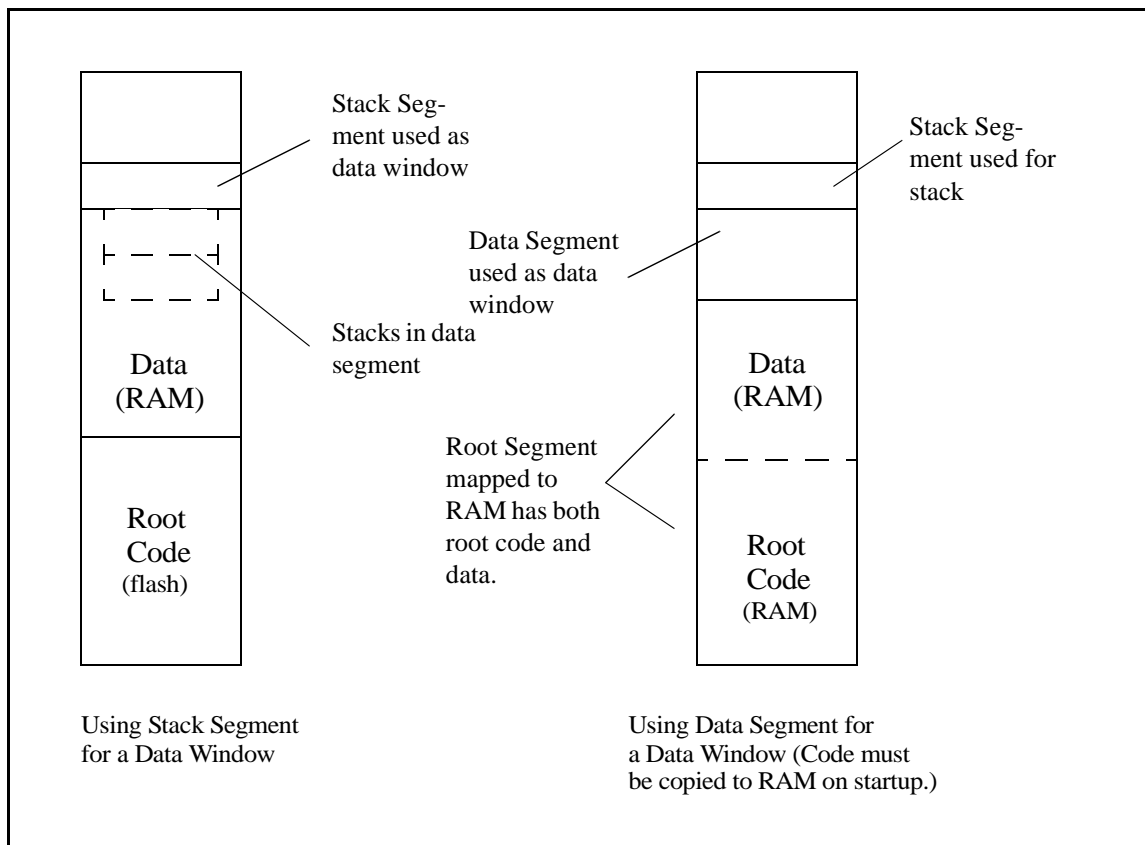 Stack Seg-
ment used as
data window
Stacks in data
segment
Data
(RAM)
Root
Code
(flash)
Using Stack Segment
for a Data Window
Stack Seg-
ment used for
stack
Data Segment
used as data
window
Data
(RAM)
Root Segment
mapped to
RAM has both
root code and
data.
Root
Code
(RAM)
Using Data Segment for
a Data Window (Code must
be copied to RAM on startup.)